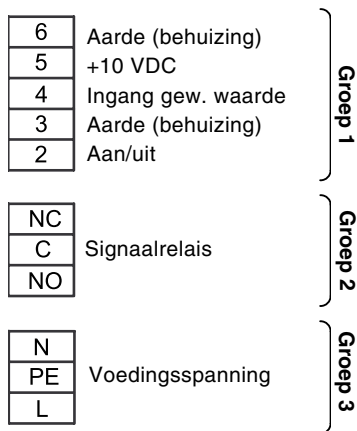 6 Aarde (behuizing)
5 +10 VDC
4 Ingang gew. waarde
3 Aarde (behuizing)
2 Aan/uit
Groep 1
NC
C Signaalrelais
NO
Groep 2
N
PE Voedingsspanning
L
Groep 3